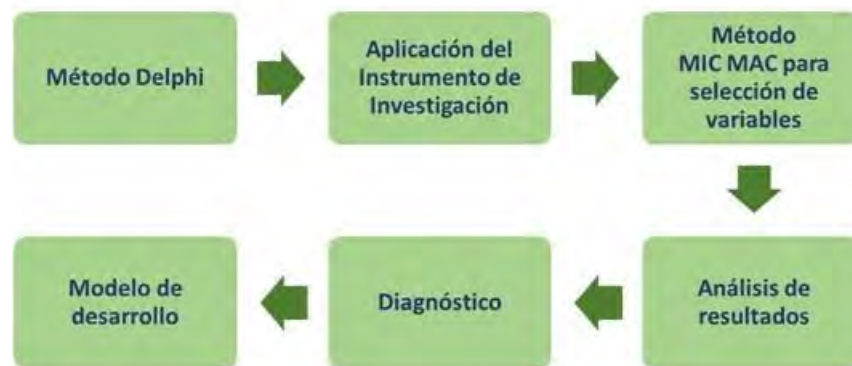 Método Delphi
Aplicación del
Instrumento de
Investigación
Método
MIC MAC para
selección de
variables
Análisis de
resultados
Diagnóstico
Modelo de
desarrollo